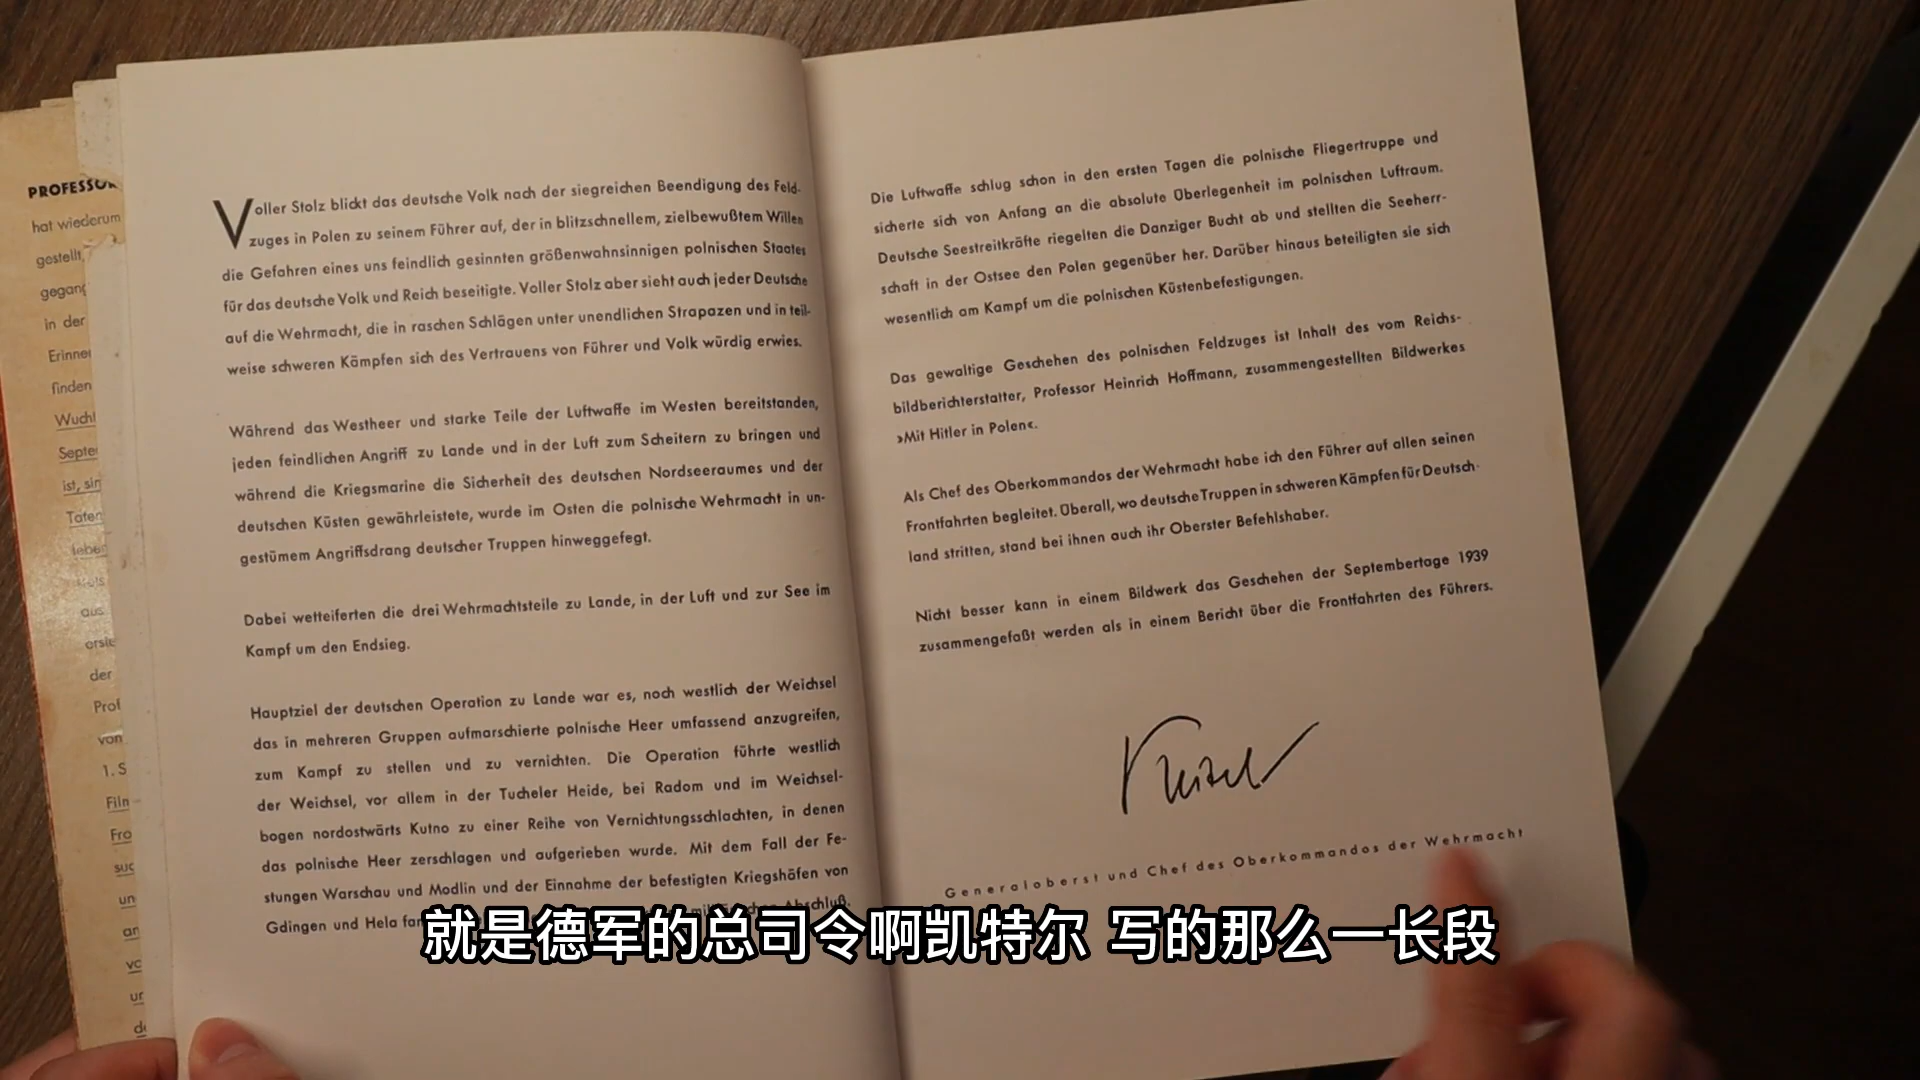 PROFESSOR
hat wiederum
gestellt,
in der
finden
ist, sin
der
von
1. S
Film
Voller Stolz blickt das deutsche Volk nach der siegreichen Beendigung des Feld-
zuges in Polen zu seinem Führer auf, der in blitzschnellem, zielbewußtem Willen
die Gefahren eines uns feindlich gesinnten größenwahnsinnigen polnischen Staates
für das deutsche Volk und Reich beseitigte. Voller Stolz aber sieht auch jeder Deutsche
auf die Wehrmacht, die in raschen Schlägen unter unendlichen Strapazen und in teil-
weise schweren Kämpfen sich des Vertrauens von Führer und Volk würdig erwies.
Während das Westheer und starke Teile der Luftwaffe im Westen bereitstanden,
jeden feindlichen Angriff zu Lande und in der Luft zum Scheitern zu bringen und
während die Kriegsmarine die Sicherheit des deutschen Nordseeraumes und der
deutschen Küsten gewährleistete, wurde im Osten die polnische Wehrmacht in un-
gestümem Angriffsdrang deutscher Truppen hinweggefegt.
Dabei wetteiferten die drei Wehrmachtsteile zu Lande, in der Luft und zur See im
Kampf um den Endsieg.
Hauptziel der deutschen Operation zu Lande war es, noch westlich der Weichsel
das in mehreren Gruppen aufmarschierte polnische Heer umfassend anzugreifen,
zum Kampf zu stellen und zu vernichten. Die Operation führte westlich
der Weichsel, vor allem in der Tucheler Heide, bei Radom und im Weichsel-
bogen nordostwärts Kutno zu einer Reihe von Vernichtungsschlachten, in denen
das polnische Heer zerschlagen und aufgerieben wurde. Mit dem Fall der Fe-
stungen Warschau und Modlin und der Einnahme der befestigten Kriegshäfen von
Gdingen und Hela Abschluß.
Die Luftwaffe schlug schon in den ersten Tagen die polnische Fliegertruppe und
sicherte sich von Anfang an die absolute Überlegenheit im polnischen Luftraum.
Deutsche Seestreitkräfte riegelten die Danziger Bucht ab und stellten die Seeherr-
schaft in der Ostsee den Polen gegenüber her. Darüber hinaus beteiligten sie sich
wesentlich am Kampf um die polnischen Küstenbefestigungen.
Das gewaltige Geschehen des polnischen Feldzuges ist Inhalt des vom Reichs-
bildberichterstatter, Professor Heinrich Hoffmann, zusammengestellten Bildwerkes
›Mit Hitler in Polen‹.
Als Chef des Oberkommandos der Wehrmacht habe ich den Führer auf allen seinen
Frontfahrten begleitet. Überall, wo deutsche Truppen in schweren Kämpfen für Deutsch-
land stritten, stand bei ihnen auch ihr Oberster Befehlshaber.
Nicht besser kann in einem Bildwerk das Geschehen der Septembertage 1939
zusammengefaßt werden als in einem Bericht über die Frontfahrten des Führers.
Keitel
Generaloberst und Chef des Oberkommandos der Wehrmacht
就是德军的总司令啊凯特尔 写的那么一长段